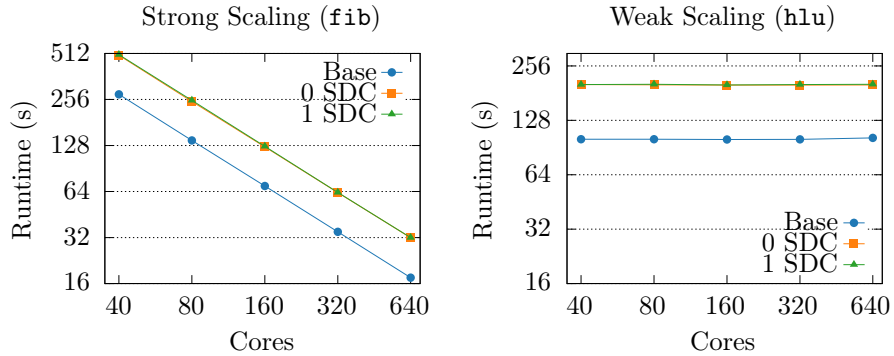 Strong Scaling (fib)
Runtime (s)
512
256
128
64
32
16
Base
0 SDC
1 SDC
40 80 160 320 640
Cores
Weak Scaling (hlu)
Runtime (s)
256
128
64
32
16
Base
0 SDC
1 SDC
40 80 160 320 640
Cores